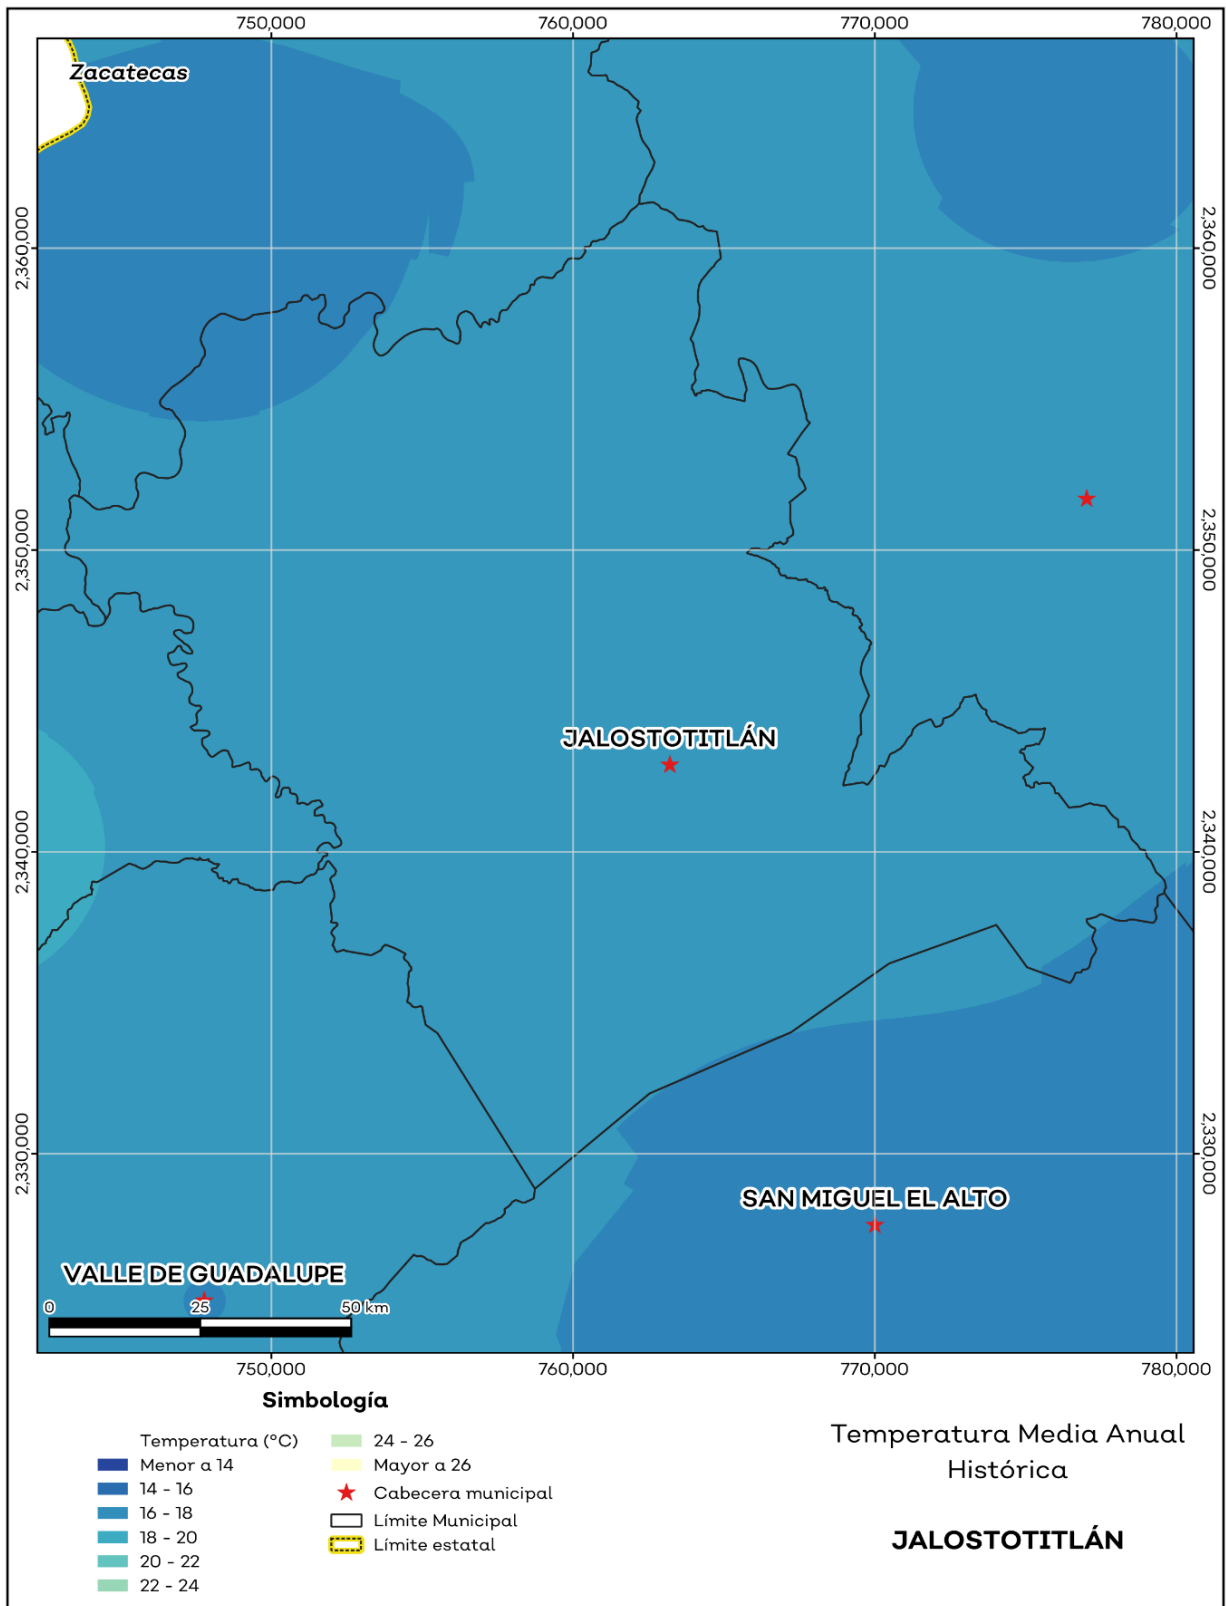 750,000 760,000 770,000 780,000
Zacatecas
2,360,000 2,360,000
2,350,000 2,350,000
JALOSTOTITLÁN
2,340,000 2,340,000
2,330,000 2,330,000
SAN MIGUEL EL ALTO
VALLE DE GUADALUPE
0 25 50 km
750,000 760,000 770,000 780,000
Simbología
Temperatura (°C)
Menor a 14
14 - 16
16 - 18
18 - 20
20 - 22
22 - 24
24 - 26
Mayor a 26
Cabecera municipal
Límite Municipal
Límite estatal
Temperatura Media Anual
Histórica
JALOSTOTITLÁN